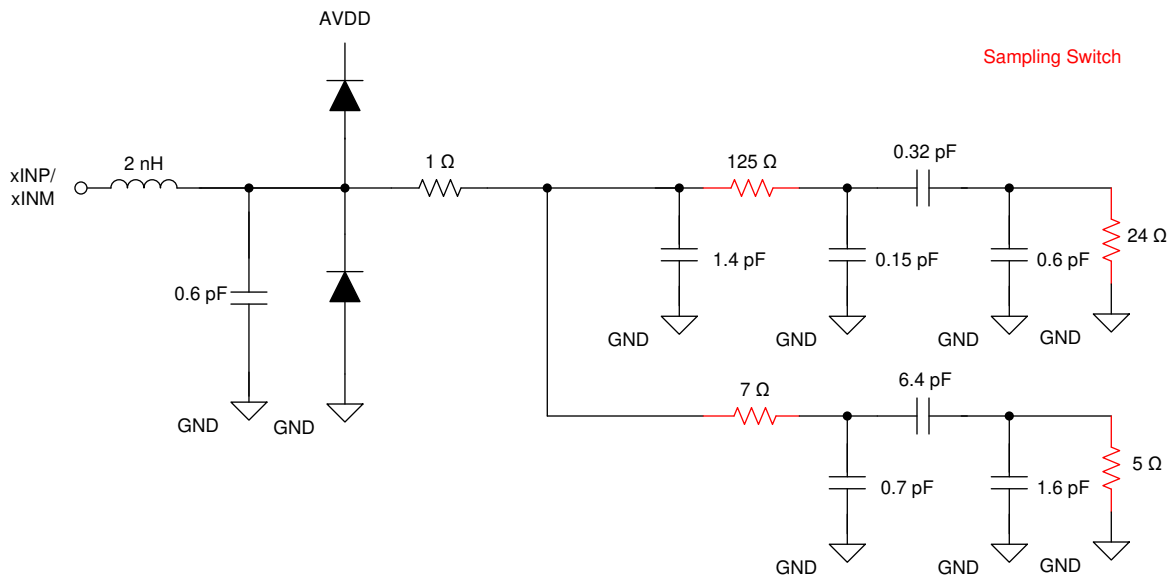 AVDD
Sampling Switch
xINP/
xINM
2 nH
1 Ω
125 Ω
0.32 pF
24 Ω
0.6 pF
1.4 pF
0.15 pF
0.6 pF
GND
GND
GND
GND
7 Ω
6.4 pF
GND
GND
5 Ω
0.7 pF
1.6 pF
GND
GND
GND